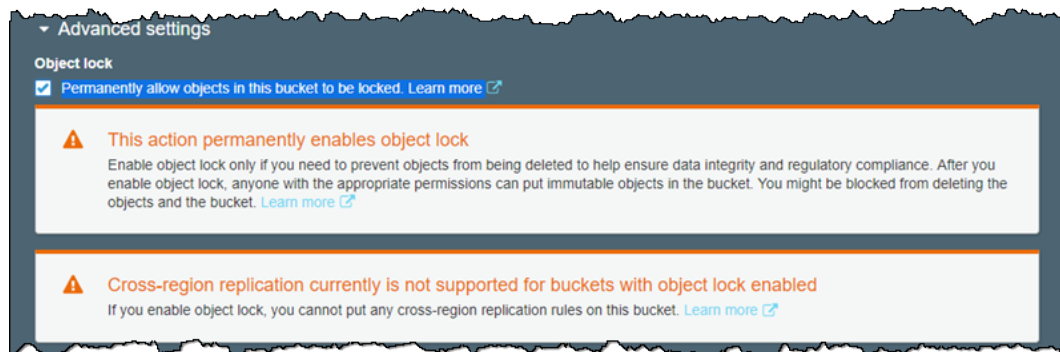 Advanced settings
Object lock
Permanently allow objects in this bucket to be locked. Learn more
This action permanently enables object lock
Enable object lock only if you need to prevent objects from being deleted to help ensure data integrity and regulatory compliance. After you
enable object lock, anyone with the appropriate permissions can put immutable objects in the bucket. You might be blocked from deleting the
objects and the bucket. Learn more
Cross-region replication currently is not supported for buckets with object lock enabled
If you enable object lock, you cannot put any cross-region replication rules on this bucket. Learn more